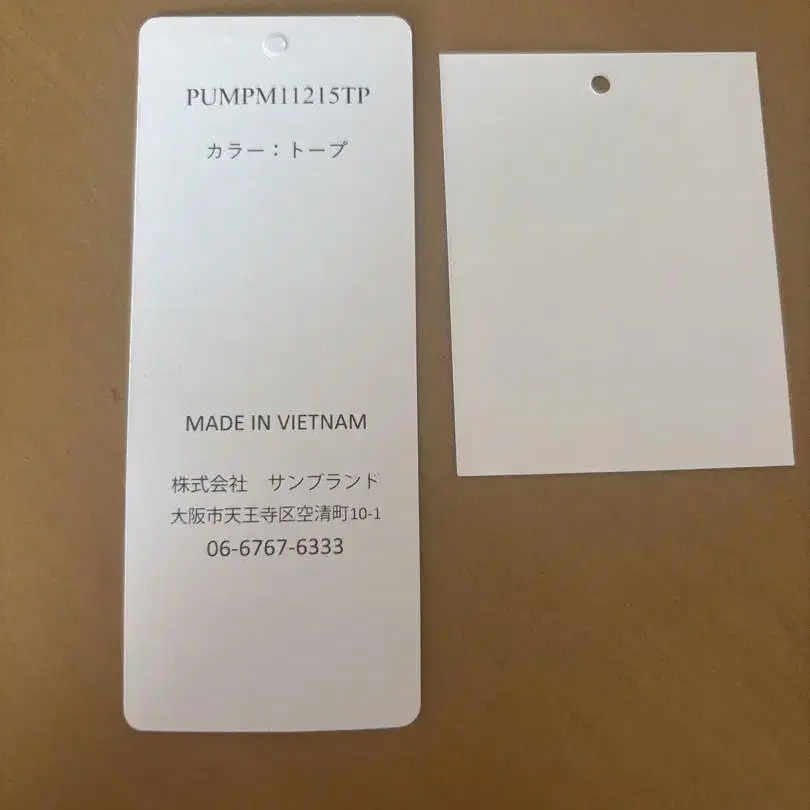 PUMPM11215TP
カラー：トープ
MADE IN VIETNAM
株式会社　サンブランド
大阪市天王寺区空清町10-1
06-6767-6333